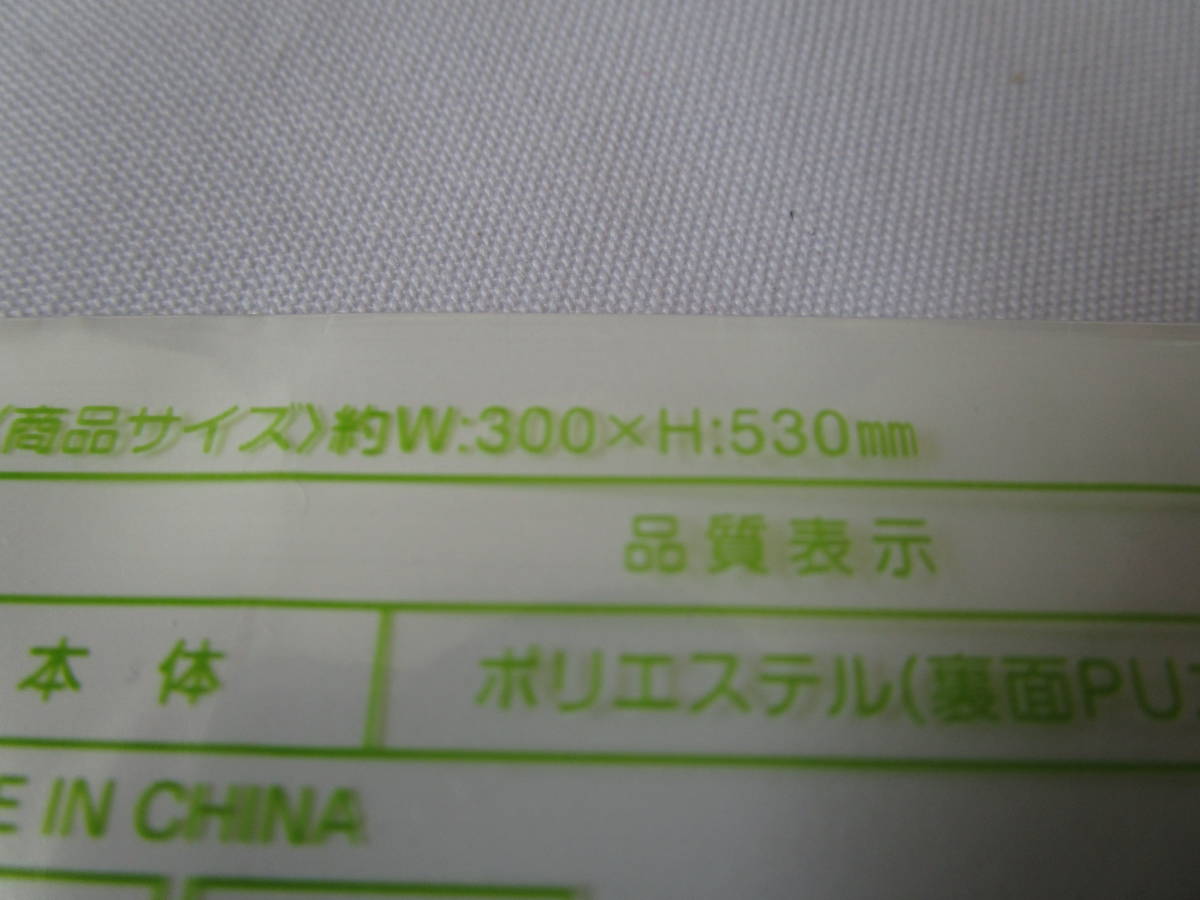 〈商品サイズ〉約W:300×H:530㎜
品質表示
本体 ポリエステル(裏面PU
E IN CHINA